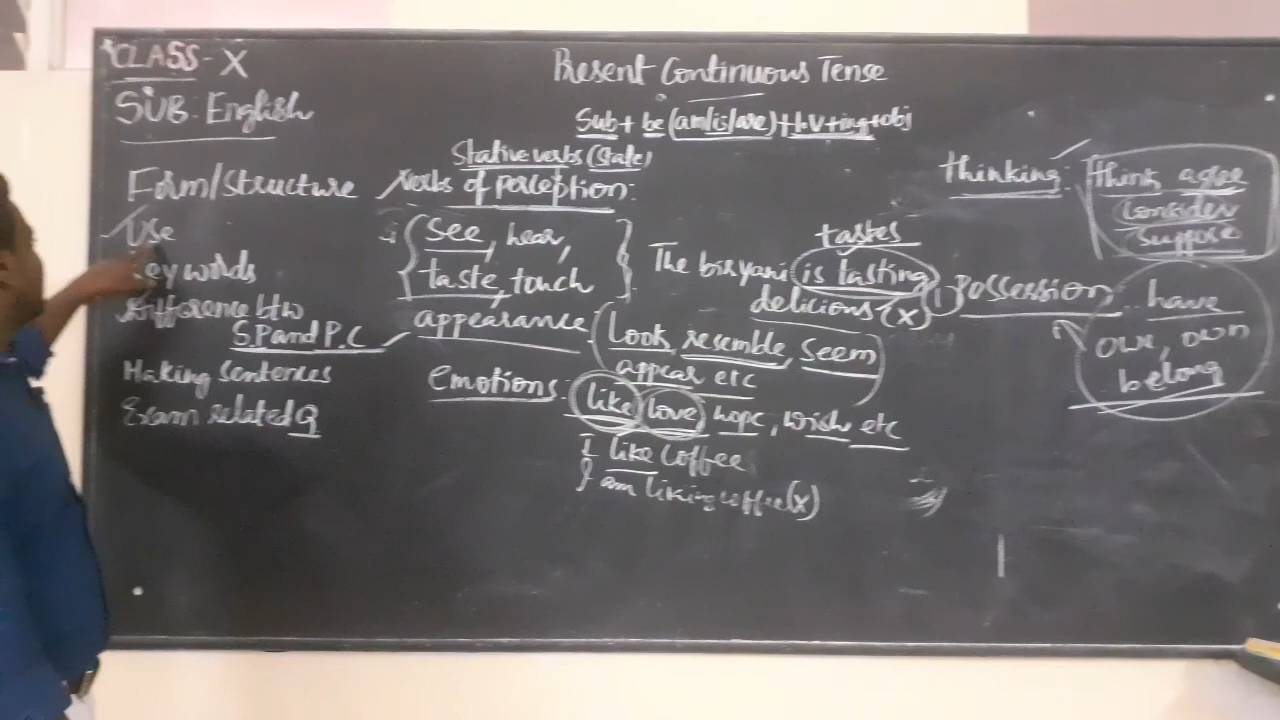 CLASS - X
SUB: English
Present Continuous Tense
Sub + be (am/is/are) + h.V + ing + obj
Form/Structure
Use
Key words
Difference btw
S.P and P.C
Making sentences
Exam related Q
Stative verbs (State)
Verbs of perception:
See, hear,
taste, touch
tastes
The biryani is tasting
delicious (x)
appearance: (Look, resemble, Seem
appear etc
emotions: like love hope, wish etc
I like Coffee
I am liking coffee (x)
thinking: think agree
Consider
Suppose
possession: have
owe, own
belong